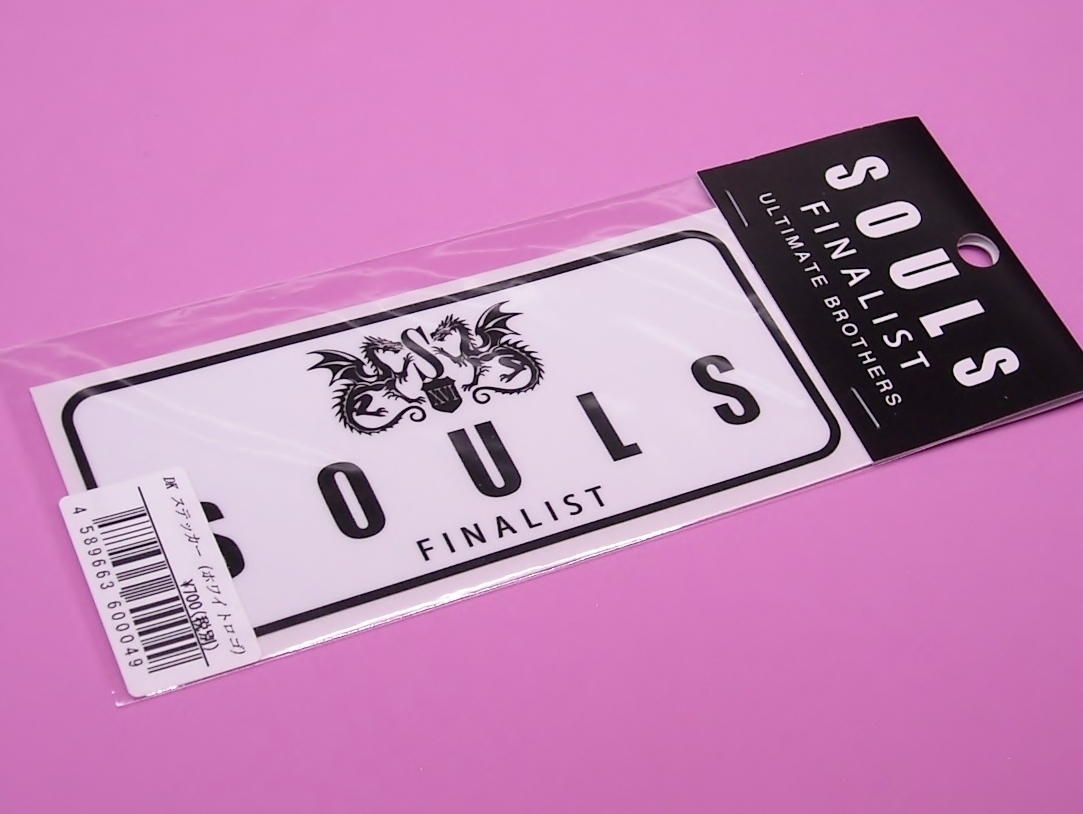 SOULS
FINALIST
ULTIMATE BROTHERS
S
XVI
SOULS
FINALIST
DK ステッカー (ホワイトロゴ)
¥700(税別)
4 589663 600049